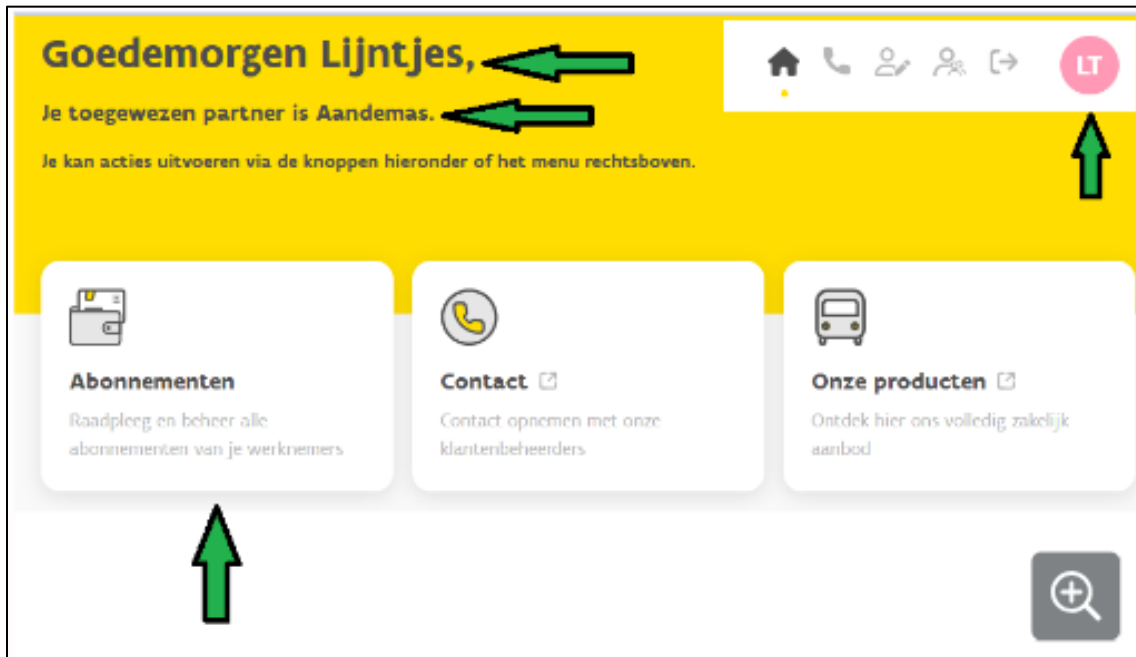 Goedemorgen Lijntjes,
LT
Je toegewezen partner is Aandemas.
Je kan acties uitvoeren via de knoppen hieronder of het menu rechtsboven.
Abonnementen
Raadpleeg en beheer alle
abonnementen van je werknemers
Contact
Contact opnemen met onze
klantenbeheerders
Onze producten
Ontdek hier ons volledig zakelijk
aanbod